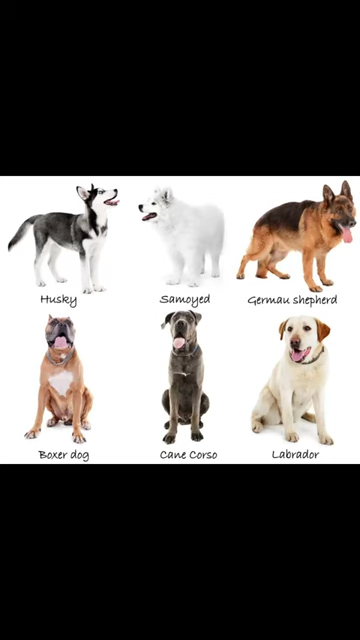 Husky
Samoyed
Germau shepherd
Boxer dog
Cane Corso
Labrador